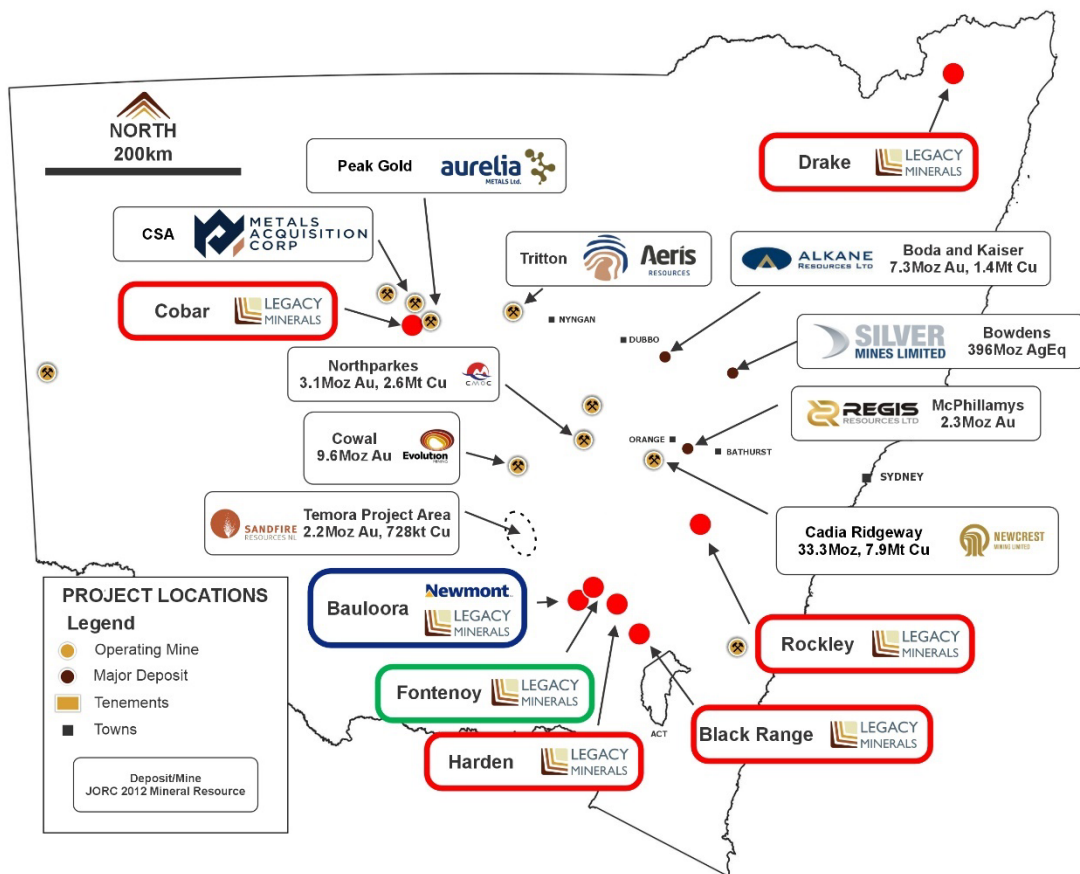 NORTH
200km
Peak Gold
aurelia
METALS Ltd.
Drake
LEGACY
MINERALS
CSA
METALS
ACQUISITION
CORP
Tritton
Aeris
RESOURCES
ALKANE
RESOURCES LTD
Boda and Kaiser
7.3Moz Au, 1.4Mt Cu
Cobar
LEGACY
MINERALS
NYNGAN
DUBBO
SILVER
MINES LIMITED
Bowdens
396Moz AgEq
Northparkes
3.1Moz Au, 2.6Mt Cu
CMOC
REGIS
RESOURCES LTD
McPhillamys
2.3Moz Au
Cowal
9.6Moz Au
Evolution
MINING
ORANGE
BATHURST
SYDNEY
SANDFIRE
RESOURCES NL
Temora Project Area
2.2Moz Au, 728kt Cu
Cadia Ridgeway
33.3Moz, 7.9Mt Cu
NEWCREST
MINING LIMITED
PROJECT LOCATIONS
Legend
Operating Mine
Major Deposit
Tenements
Towns
Deposit/Mine
JORC 2012 Mineral Resource
Bauloora
Newmont
LEGACY
MINERALS
Rockley
LEGACY
MINERALS
Fontenoy
LEGACY
MINERALS
ACT
Black Range
LEGACY
MINERALS
Harden
LEGACY
MINERALS